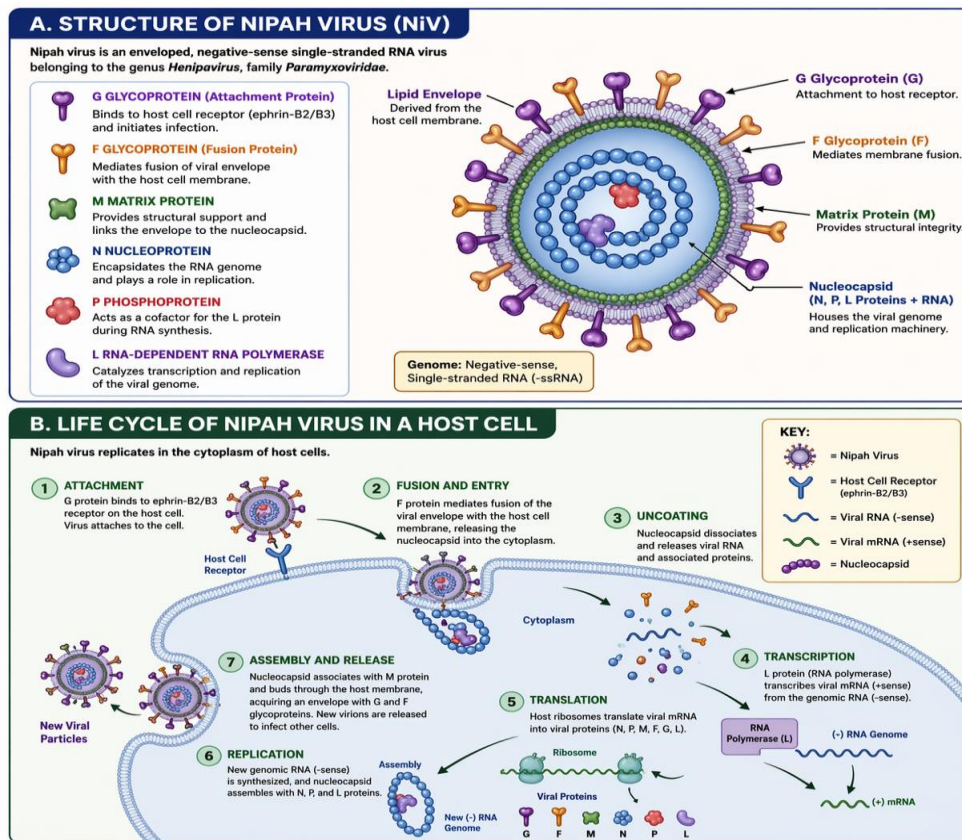 A. STRUCTURE OF NIPAH VIRUS (NiV)
Nipah virus is an enveloped, negative-sense single-stranded RNA virus
belonging to the genus Henipavirus, family Paramyxoviridae.
G GLYCOPROTEIN (Attachment Protein)
Binds to host cell receptor (ephrin-B2/B3)
and initiates infection.
F GLYCOPROTEIN (Fusion Protein)
Mediates fusion of viral envelope
with the host cell membrane.
M MATRIX PROTEIN
Provides structural support and
links the envelope to the nucleocapsid.
N NUCLEOPROTEIN
Encapsidates the RNA genome
and plays a role in replication.
P PHOSPHOPROTEIN
Acts as a cofactor for the L protein
during RNA synthesis.
L RNA-DEPENDENT RNA POLYMERASE
Catalyzes transcription and replication
of the viral genome.
Lipid Envelope
Derived from the
host cell membrane.
G Glycoprotein (G)
Attachment to host receptor.
F Glycoprotein (F)
Mediates membrane fusion.
Matrix Protein (M)
Provides structural integrity.
Nucleocapsid
(N, P, L Proteins + RNA)
Houses the viral genome
and replication machinery.
Genome: Negative-sense,
Single-stranded RNA (-ssRNA)
B. LIFE CYCLE OF NIPAH VIRUS IN A HOST CELL
Nipah virus replicates in the cytoplasm of host cells.
KEY:
= Nipah Virus
= Host Cell Receptor
(ephrin-B2/B3)
= Viral RNA (-sense)
= Viral mRNA (+sense)
= Nucleocapsid
1 ATTACHMENT
G protein binds to ephrin-B2/B3
receptor on the host cell.
Virus attaches to the cell.
Host Cell
Receptor
2 FUSION AND ENTRY
F protein mediates fusion of the
viral envelope with the host cell
membrane, releasing the
nucleocapsid into the cytoplasm.
3 UNCOATING
Nucleocapsid dissociates
and releases viral RNA
and associated proteins.
Cytoplasm
4 TRANSCRIPTION
L protein (RNA polymerase)
transcribes viral mRNA (+sense)
from the genomic RNA (-sense).
RNA
Polymerase (L)
(-) RNA Genome
(+) mRNA
5 TRANSLATION
Host ribosomes translate viral mRNA
into viral proteins (N, P, M, F, G, L).
Ribosome
Viral Proteins
G F M N P L
6 REPLICATION
New genomic RNA (-sense)
is synthesized, and nucleocapsid
assembles with N, P, and L proteins.
Assembly
New (-) RNA
Genome
7 ASSEMBLY AND RELEASE
Nucleocapsid associates with M protein
and buds through the host membrane,
acquiring an envelope with G and F
glycoproteins. New virions are released
to infect other cells.
New Viral
Particles